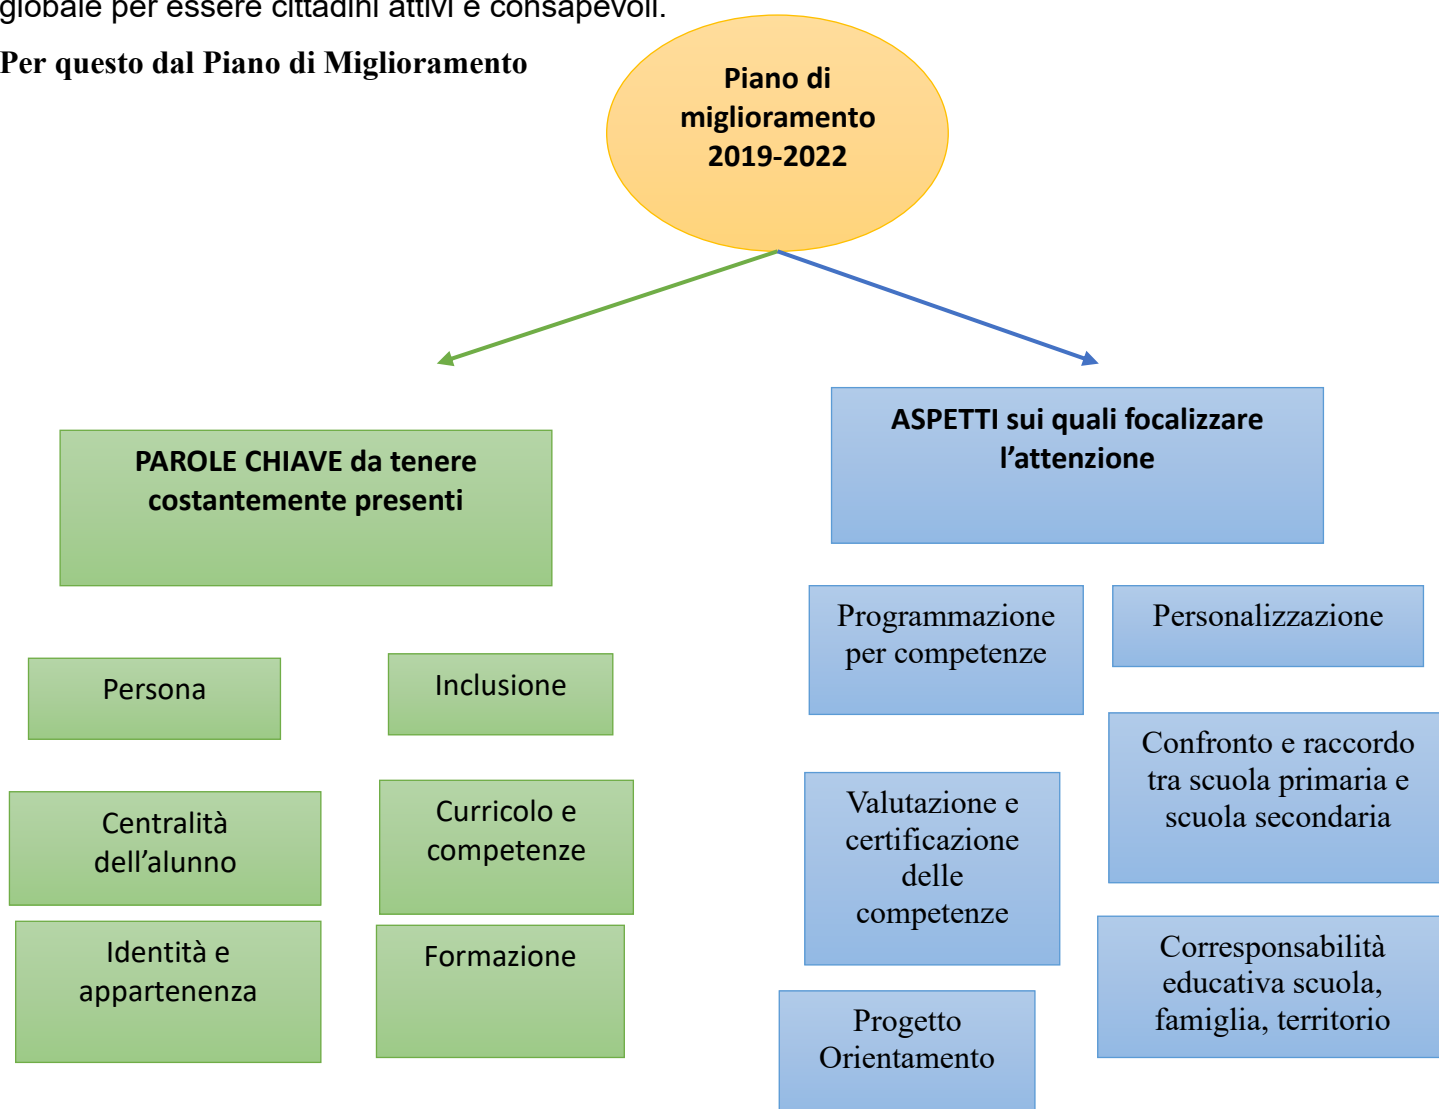 globale per essere cittadini attivi e consapevoli.
Per questo dal Piano di Miglioramento
Piano di
miglioramento
2019-2022
PAROLE CHIAVE da tenere
costantemente presenti
Persona
Inclusione
Centralità
dell’alunno
Curricolo e
competenze
Identità e
appartenenza
Formazione
ASPETTI sui quali focalizzare
l’attenzione
Programmazione
per competenze
Personalizzazione
Valutazione e
certificazione
delle
competenze
Confronto e raccordo
tra scuola primaria e
scuola secondaria
Progetto
Orientamento
Corresponsabilità
educativa scuola,
famiglia, territorio